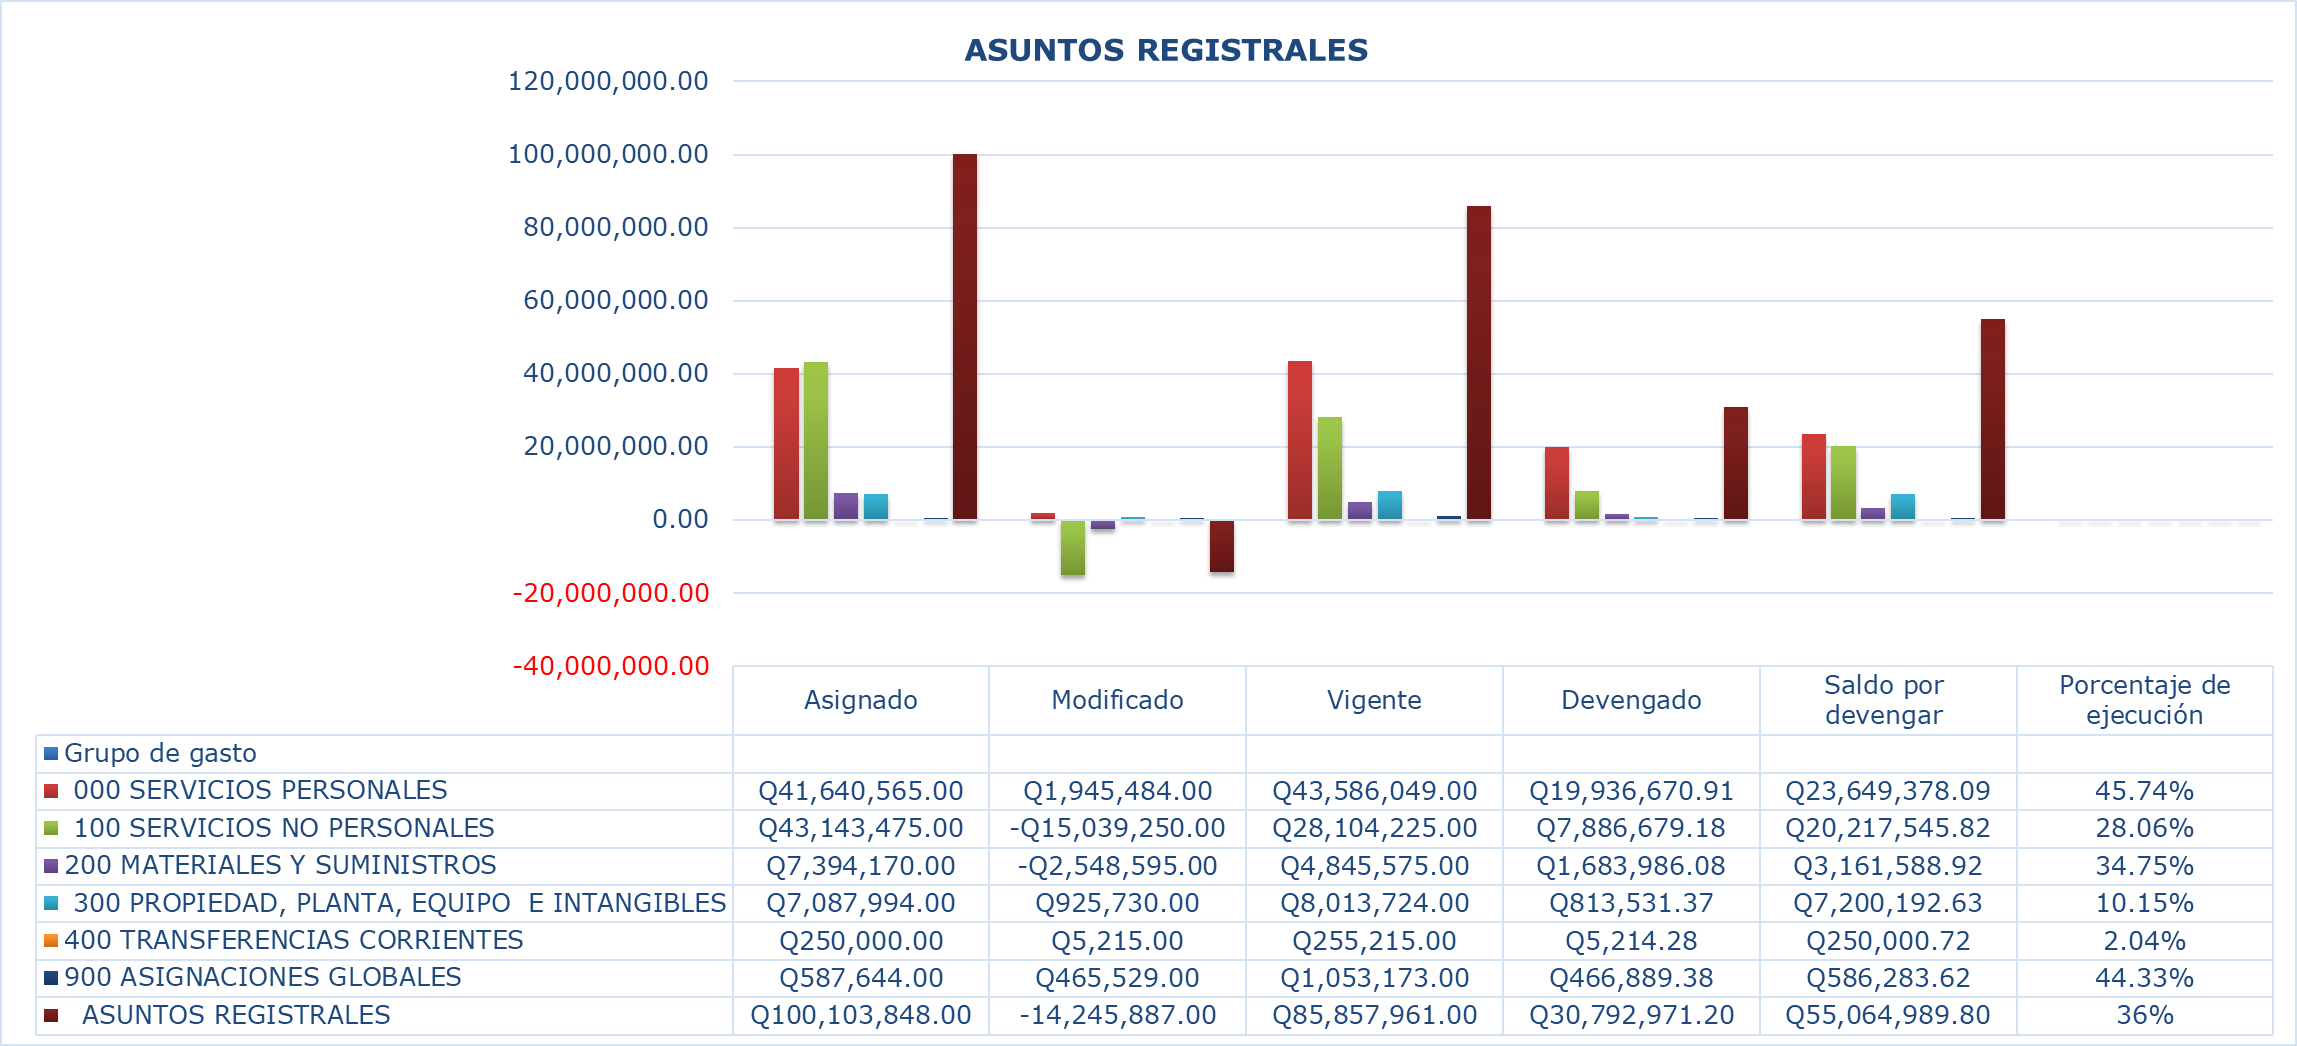 ASUNTOS REGISTRALES
120,000,000.00
100,000,000.00
80,000,000.00
60,000,000.00
40,000,000.00
20,000,000.00
0.00
-20,000,000.00
-40,000,000.00
Asignado Modificado Vigente Devengado Saldo por devengar Porcentaje de ejecución
Grupo de gasto
000 SERVICIOS PERSONALES Q41,640,565.00 Q1,945,484.00 Q43,586,049.00 Q19,936,670.91 Q23,649,378.09 45.74%
100 SERVICIOS NO PERSONALES Q43,143,475.00 -Q15,039,250.00 Q28,104,225.00 Q7,886,679.18 Q20,217,545.82 28.06%
200 MATERIALES Y SUMINISTROS Q7,394,170.00 -Q2,548,595.00 Q4,845,575.00 Q1,683,986.08 Q3,161,588.92 34.75%
300 PROPIEDAD, PLANTA, EQUIPO E INTANGIBLES Q7,087,994.00 Q925,730.00 Q8,013,724.00 Q813,531.37 Q7,200,192.63 10.15%
400 TRANSFERENCIAS CORRIENTES Q250,000.00 Q5,215.00 Q255,215.00 Q5,214.28 Q250,000.72 2.04%
900 ASIGNACIONES GLOBALES Q587,644.00 Q465,529.00 Q1,053,173.00 Q466,889.38 Q586,283.62 44.33%
ASUNTOS REGISTRALES Q100,103,848.00 -14,245,887.00 Q85,857,961.00 Q30,792,971.20 Q55,064,989.80 36%